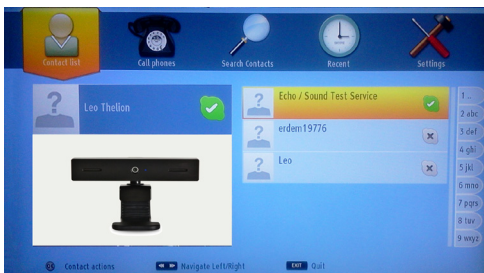 Contact list
Call phones
Search Contacts
Recent
Settings
Leo Thelion
Echo / Sound Test Service
erdem19776
Leo
1...
2 abc
3 def
4 ghi
5 jkl
6 mno
7 pqrs
8 tuv
9 wxyz
Contact actions
Navigate Left/Right
EXIT Quit